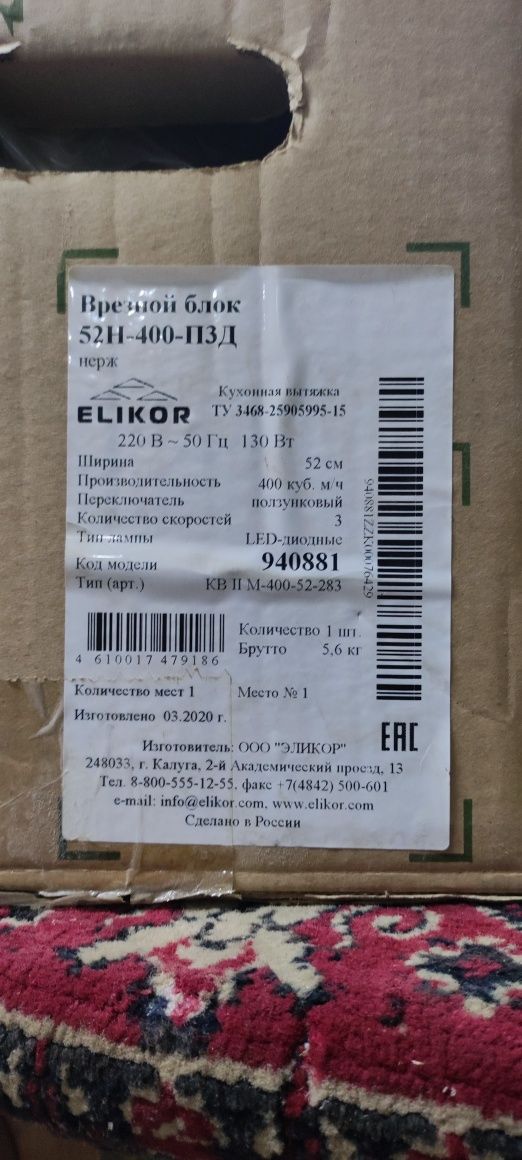 Врезной блок
52Н-400-П3Д
нерж
Кухонная вытяжка
ELIKOR ТУ 3468-25905995-15
220 В ~ 50 Гц 130 Вт
Ширина 52 см
Производительность 400 куб. м/ч
Переключатель ползунковый
Количество скоростей 3
Тип лампы LED-диодные
Код модели 940881
Тип (арт.) КВ II М-400-52-283
940881ZZK00076429
4 610017 479186
Количество 1 шт.
Брутто 5,6 кг
Количество мест 1 Место № 1
Изготовлено 03.2020 г.
EAC
Изготовитель: ООО "ЭЛИКОР"
248033, г. Калуга, 2-й Академический проезд, 13
Тел. 8-800-555-12-55. факс +7(4842) 500-601
e-mail: info@elikor.com, www.elikor.com
Сделано в России